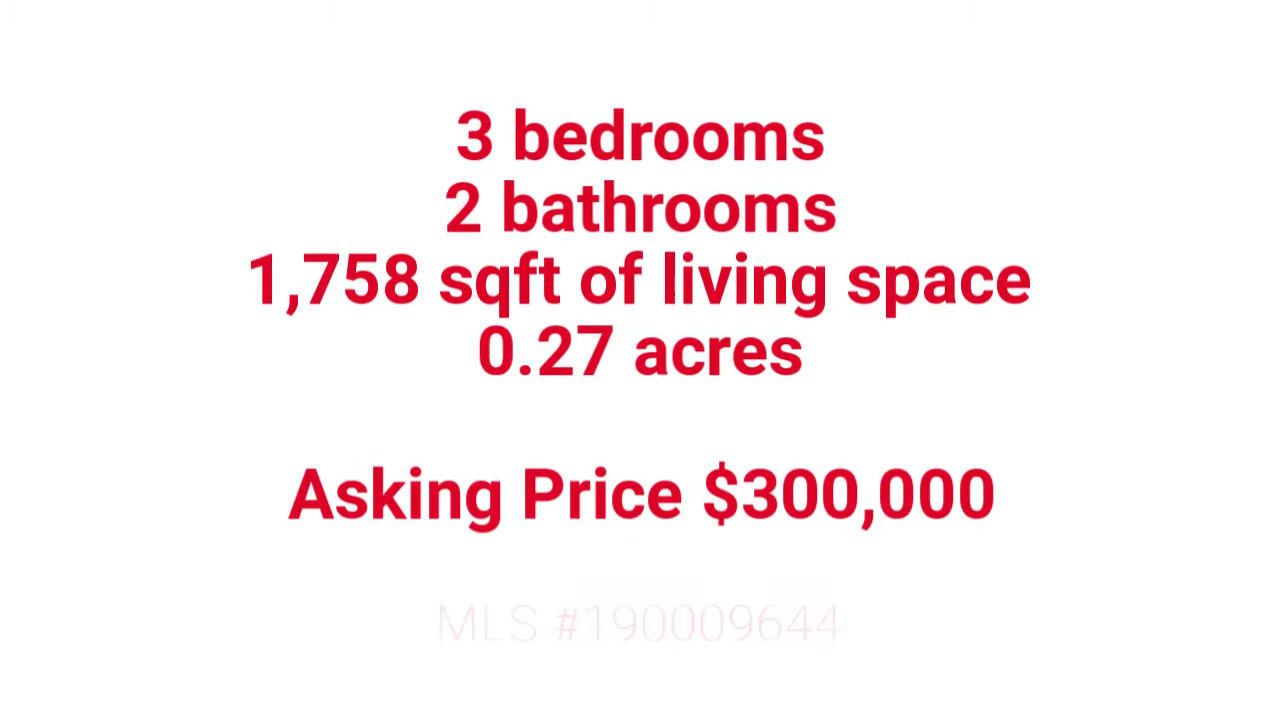 3 bedrooms
2 bathrooms
1,758 sqft of living space
0.27 acres
Asking Price $300,000
MLS #190009644